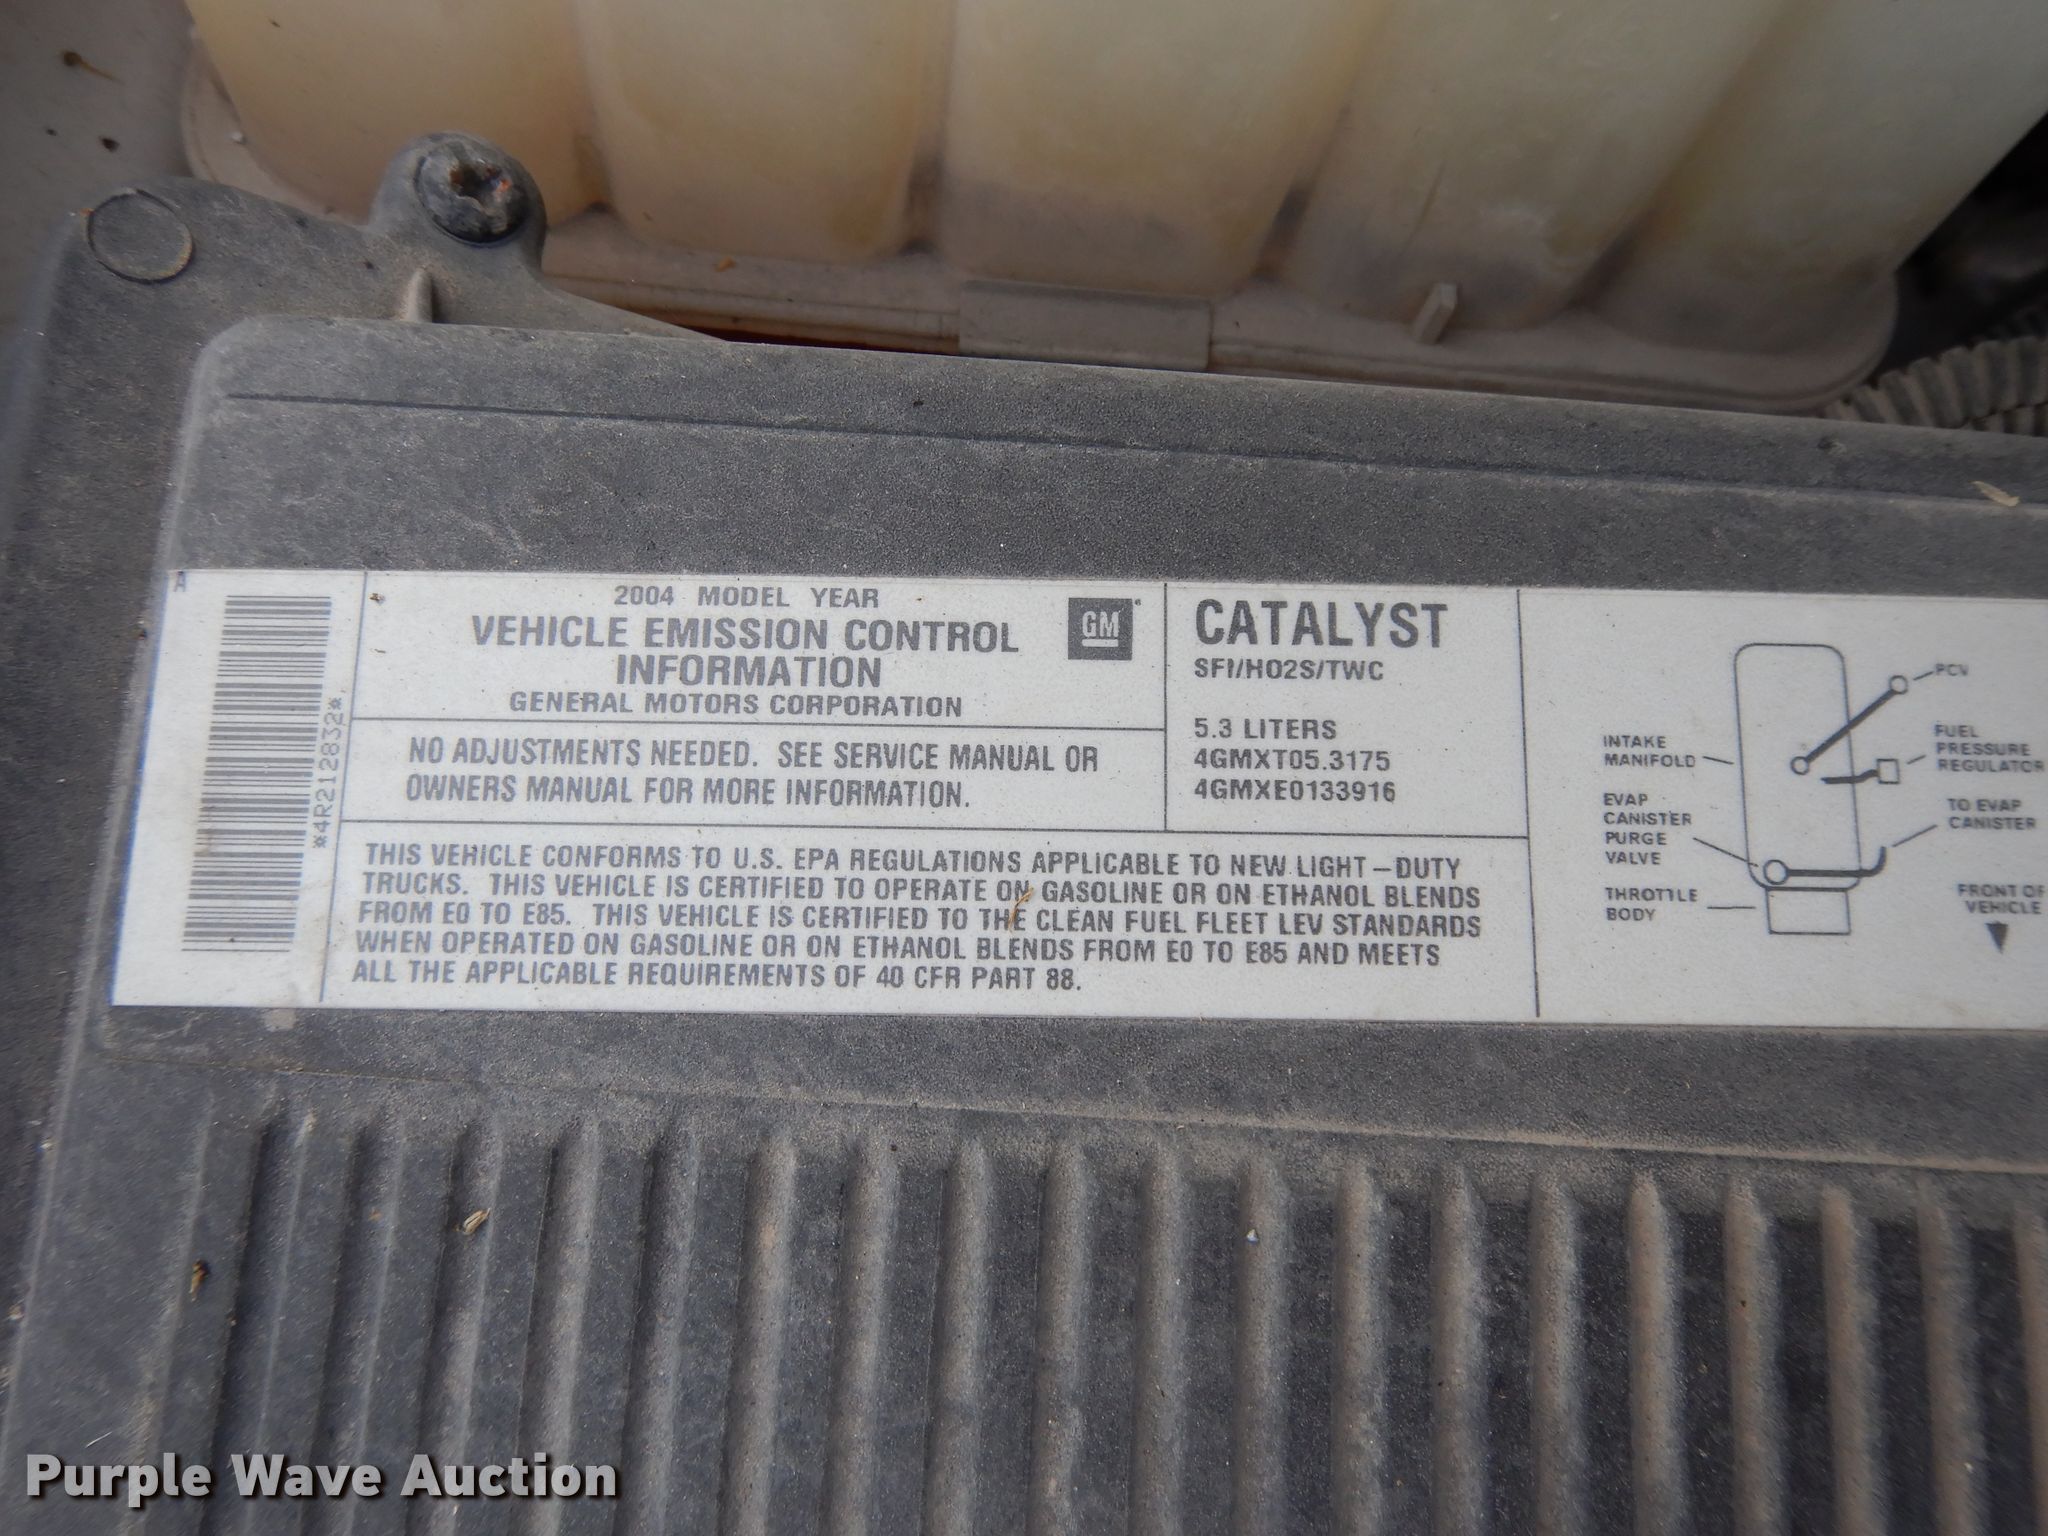 A
*4R212832*
2004 MODEL YEAR
VEHICLE EMISSION CONTROL
INFORMATION
GENERAL MOTORS CORPORATION
GM
NO ADJUSTMENTS NEEDED. SEE SERVICE MANUAL OR
OWNERS MANUAL FOR MORE INFORMATION.
CATALYST
SFI/HO2S/TWC
5.3 LITERS
4GMXT05.3175
4GMXE0133916
THIS VEHICLE CONFORMS TO U.S. EPA REGULATIONS APPLICABLE TO NEW LIGHT-DUTY
TRUCKS. THIS VEHICLE IS CERTIFIED TO OPERATE ON GASOLINE OR ON ETHANOL BLENDS
FROM E0 TO E85. THIS VEHICLE IS CERTIFIED TO THE CLEAN FUEL FLEET LEV STANDARDS
WHEN OPERATED ON GASOLINE OR ON ETHANOL BLENDS FROM E0 TO E85 AND MEETS
ALL THE APPLICABLE REQUIREMENTS OF 40 CFR PART 88.
INTAKE
MANIFOLD
EVAP
CANISTER
PURGE
VALVE
THROTTLE
BODY
PCV
FUEL
PRESSURE
REGULATOR
TO EVAP
CANISTER
FRONT OF
VEHICLE
Purple Wave Auction